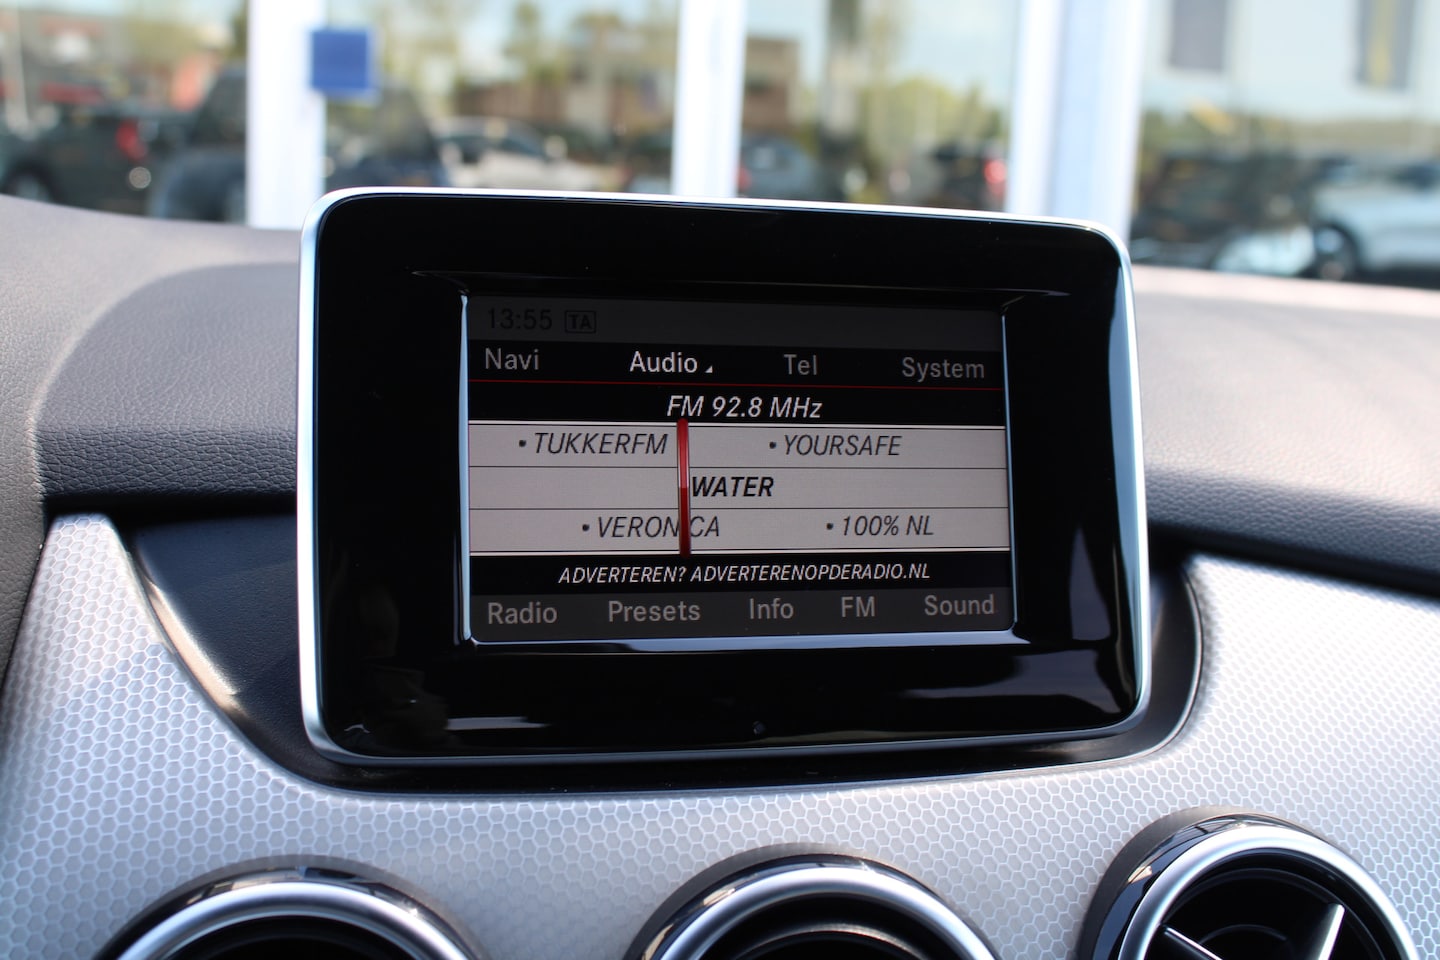 13:55 TA
Navi Audio Tel System
FM 92.8 MHz
• TUKKERFM • YOURSAFE
WATER
• VERONICA • 100% NL
ADVERTEREN? ADVERTERENOPDERADIO.NL
Radio Presets Info FM Sound